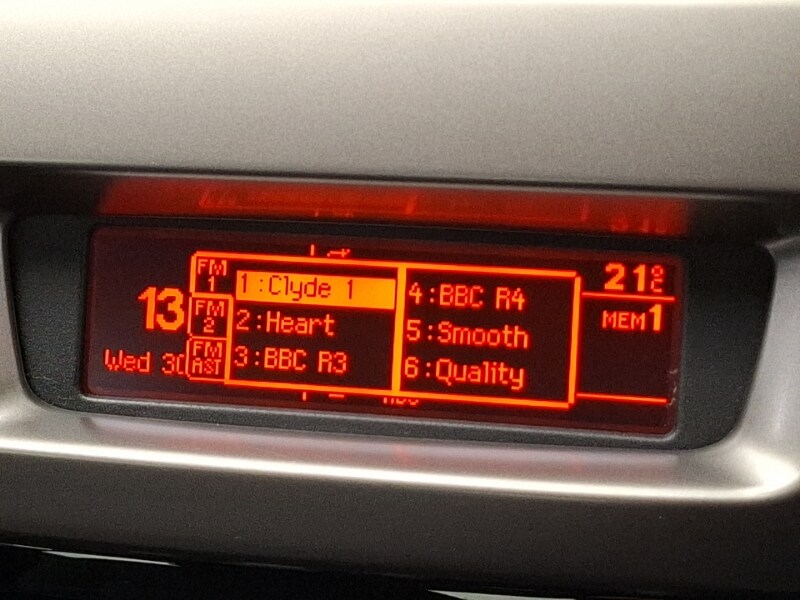 FM 1
FM 2
FM AST
1:Clyde 1
2:Heart
3:BBC R3
4:BBC R4
5:Smooth
6:Quality
13
Wed 30
21°C
MEM1